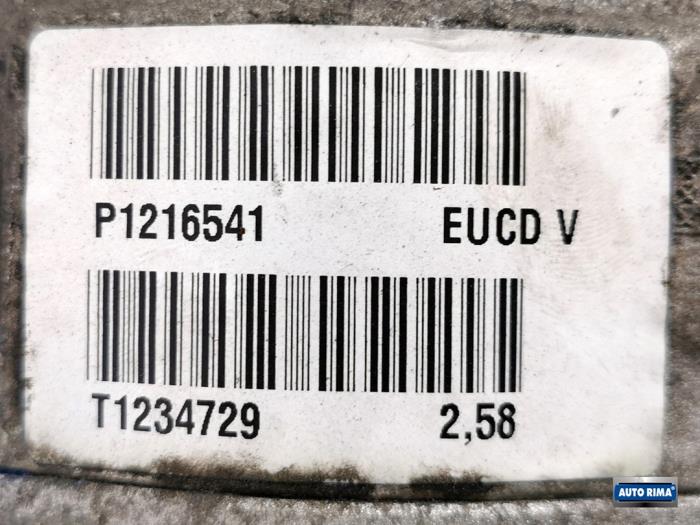 P1216541 EUCD V
T1234729 2,58
AUTO RIMA